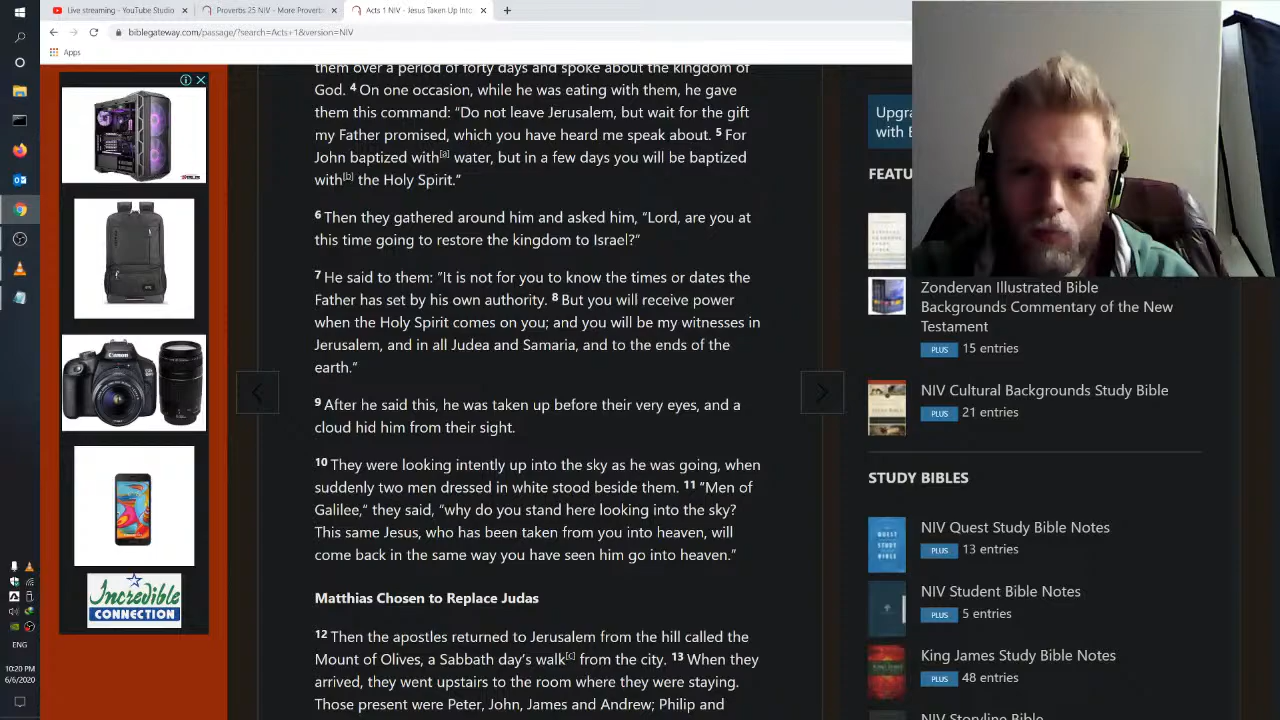 Live streaming - YouTube Studio
Proverbs 25 NIV - More Proverb
Acts 1 NIV - Jesus Taken Up Into
biblegateway.com/passage/?search=Acts+1&version=NIV
Apps
them over a period of forty days and spoke about the kingdom of
God. 4 On one occasion, while he was eating with them, he gave
them this command: “Do not leave Jerusalem, but wait for the gift
my Father promised, which you have heard me speak about. 5 For
John baptized with[a] water, but in a few days you will be baptized
with[b] the Holy Spirit.”
6 Then they gathered around him and asked him, “Lord, are you at
this time going to restore the kingdom to Israel?”
7 He said to them: “It is not for you to know the times or dates the
Father has set by his own authority. 8 But you will receive power
when the Holy Spirit comes on you; and you will be my witnesses in
Jerusalem, and in all Judea and Samaria, and to the ends of the
earth.”
9 After he said this, he was taken up before their very eyes, and a
cloud hid him from their sight.
10 They were looking intently up into the sky as he was going, when
suddenly two men dressed in white stood beside them. 11 “Men of
Galilee,” they said, “why do you stand here looking into the sky?
This same Jesus, who has been taken from you into heaven, will
come back in the same way you have seen him go into heaven.”
Matthias Chosen to Replace Judas
12 Then the apostles returned to Jerusalem from the hill called the
Mount of Olives, a Sabbath day’s walk[c] from the city. 13 When they
arrived, they went upstairs to the room where they were staying.
Those present were Peter, John, James and Andrew; Philip and
Upgra
with B
FEATU
Zondervan Illustrated Bible
Backgrounds Commentary of the New
Testament
PLUS 15 entries
NIV Cultural Backgrounds Study Bible
PLUS 21 entries
STUDY BIBLES
NIV Quest Study Bible Notes
PLUS 13 entries
NIV Student Bible Notes
PLUS 5 entries
King James Study Bible Notes
PLUS 48 entries
NIV Storyline Bible
Canon
Incredible
CONNECTION
ENG
10:20 PM
6/6/2020